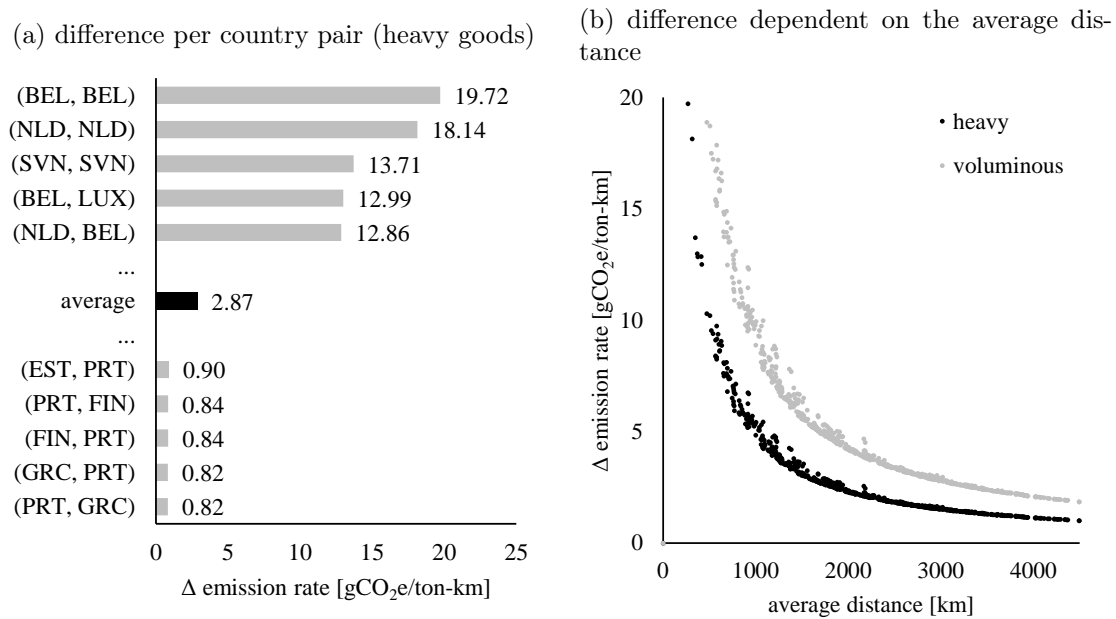 (a) difference per country pair (heavy goods)
(BEL, BEL) 19.72
(NLD, NLD) 18.14
(SVN, SVN) 13.71
(BEL, LUX) 12.99
(NLD, BEL) 12.86
...
average 2.87
...
(EST, PRT) 0.90
(PRT, FIN) 0.84
(FIN, PRT) 0.84
(GRC, PRT) 0.82
(PRT, GRC) 0.82
0 5 10 15 20 25
Δ emission rate [gCO₂e/ton-km]
(b) difference dependent on the average dis-
tance
Δ emission rate [gCO₂e/ton-km]
20
15
10
5
0
heavy
voluminous
0 1000 2000 3000 4000
average distance [km]